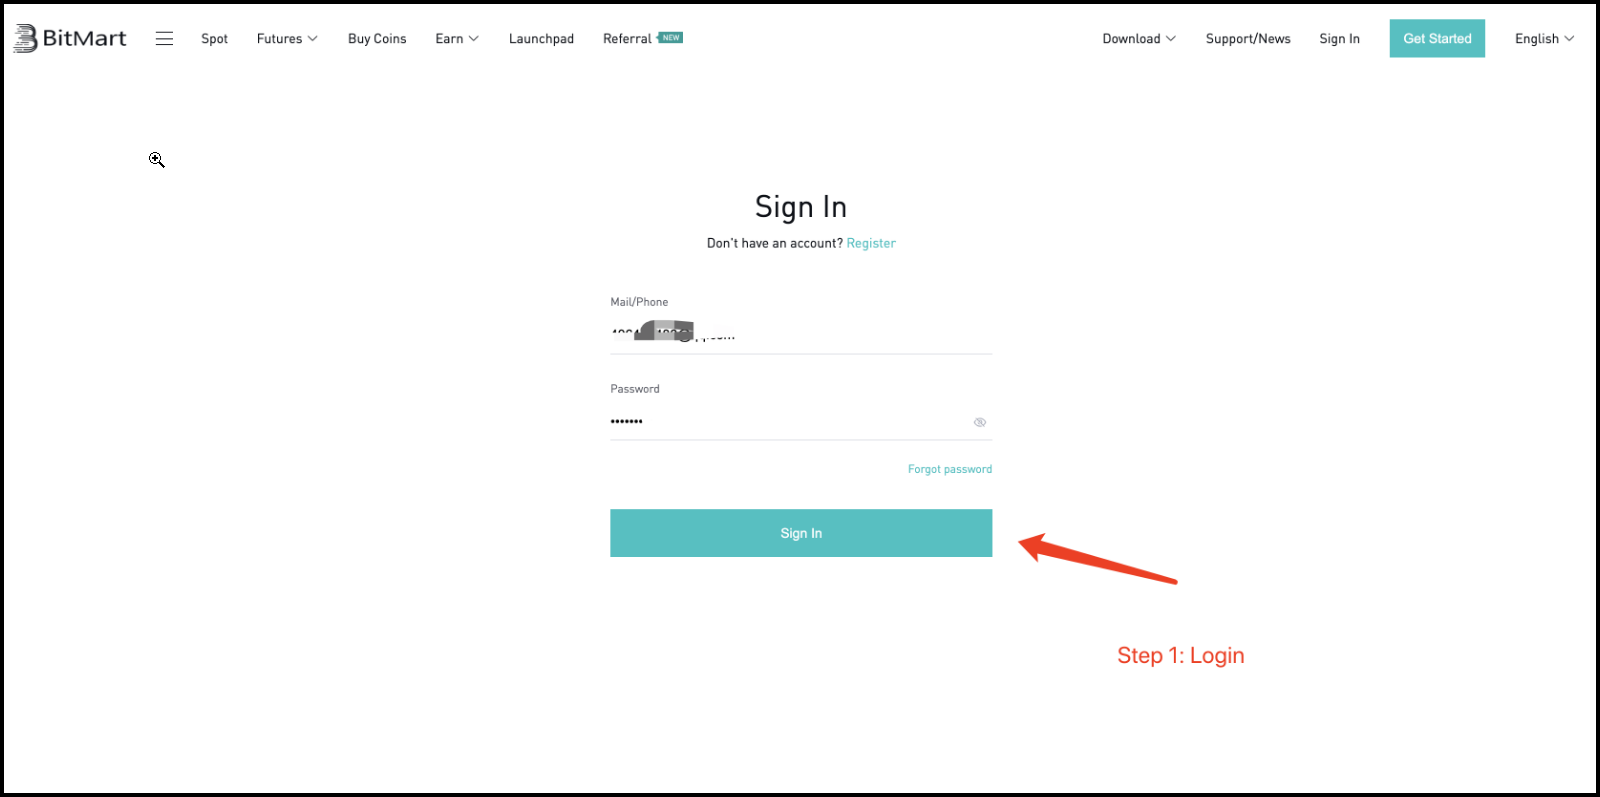 BitMart Spot Futures Buy Coins Earn Launchpad Referral NEW Download Support/News Sign In Get Started English
Sign In
Don't have an account? Register
Mail/Phone
Password
•••••••
Forgot password
Sign In
Step 1: Login